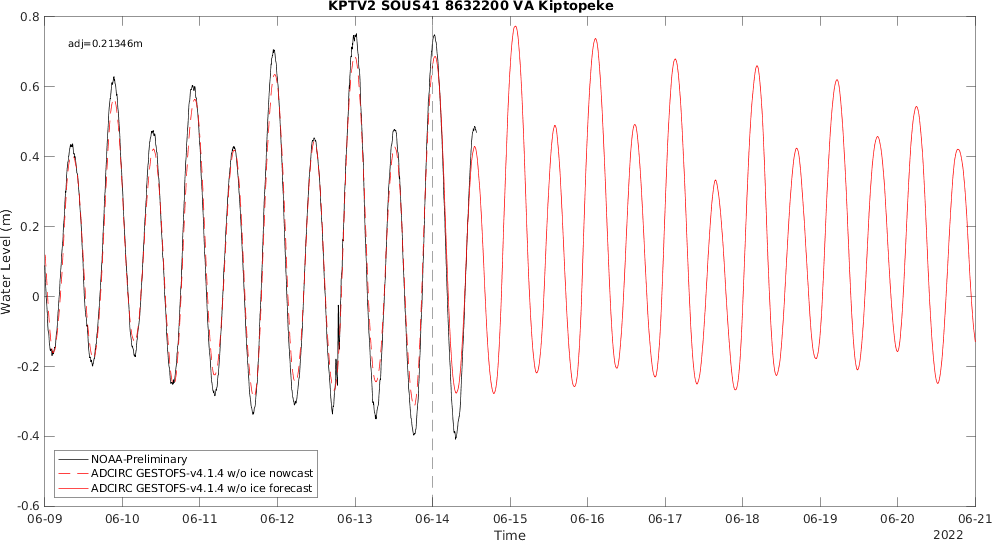 KPTV2 SOUS41 8632200 VA Kiptopeke
adj=0.21346m
0.8
0.6
0.4
0.2
0
-0.2
-0.4
-0.6
Water Level (m)
NOAA-Preliminary
ADCIRC GESTOFS-v4.1.4 w/o ice nowcast
ADCIRC GESTOFS-v4.1.4 w/o ice forecast
06-09 06-10 06-11 06-12 06-13 06-14 06-15 06-16 06-17 06-18 06-19 06-20 06-21
Time
2022